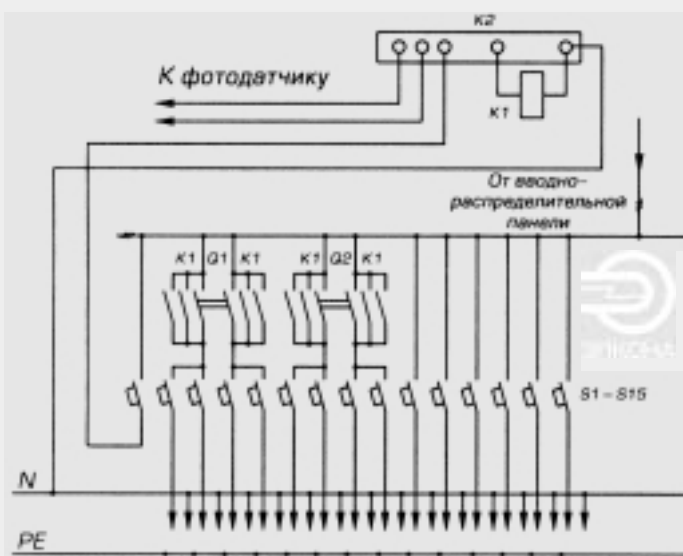 К2
К фотодатчику
К1
От вводно-
распределительной
панели
К1 Q1 К1 К1 Q2 К1
S1 – S15
N
PE